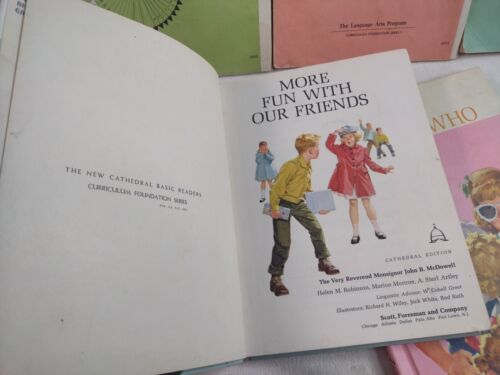 The Language Arts Program
CURRICULUM FOUNDATION SERIES
WHO
THE NEW CATHEDRAL BASIC READERS
CURRICULUM FOUNDATION SERIES
MORE
FUN WITH
OUR FRIENDS
CATHEDRAL EDITION
The Very Reverend Monsignor John B. McDowell
Helen M. Robinson, Marion Monroe, A. Sterl Artley
Linguistic Advisor, W. Cabell Greet
Illustrators: Richard H. Wiley, Jack White, Rod Ruth
Scott, Foresman and Company
Chicago Atlanta Dallas Palo Alto Fair Lawn, N.J.